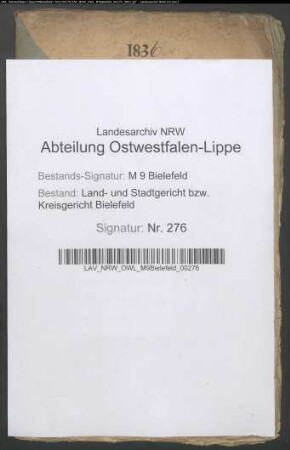 1836
Landesarchiv NRW
Abteilung Ostwestfalen-Lippe
Bestands-Signatur: M 9 Bielefeld
Bestand: Land- und Stadtgericht bzw.
Kreisgericht Bielefeld
Signatur: Nr. 276
LAV_NRW_OWL_M9Bielefeld_00276